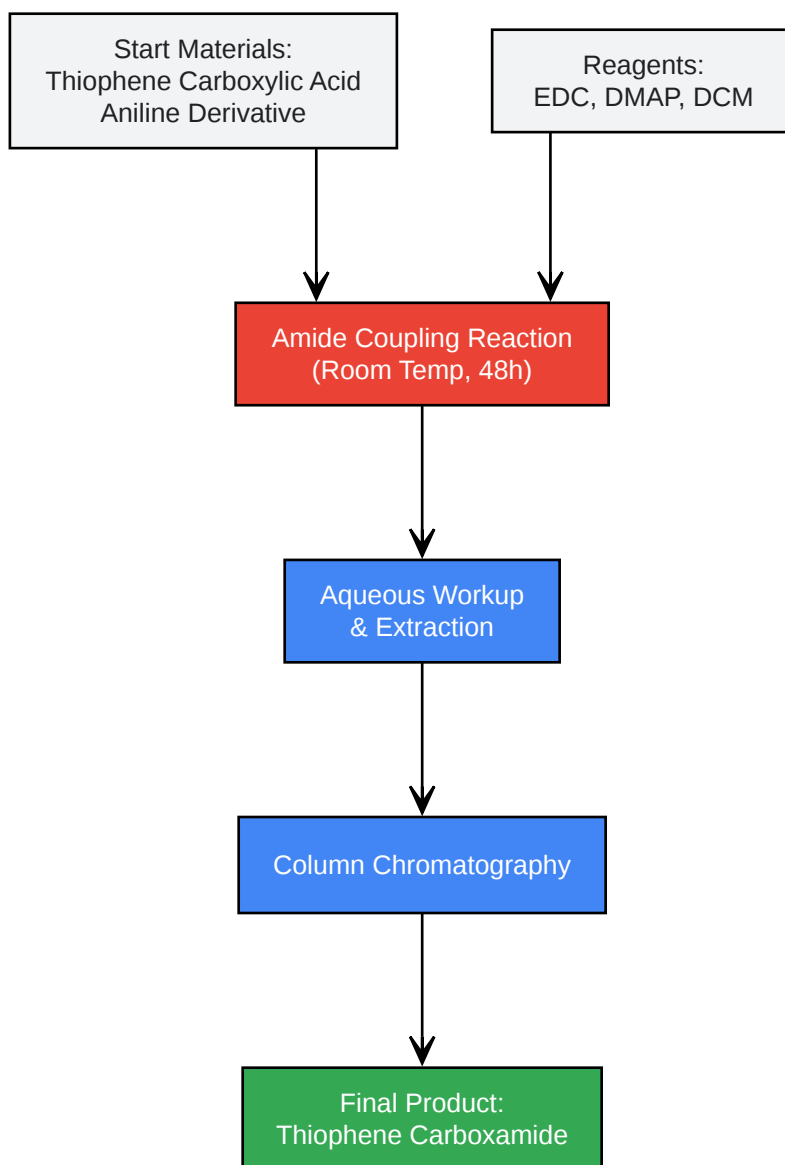 Start Materials:
Thiophene Carboxylic Acid
Aniline Derivative
Reagents:
EDC, DMAP, DCM
Amide Coupling Reaction
(Room Temp, 48h)
Aqueous Workup
& Extraction
Column Chromatography
Final Product:
Thiophene Carboxamide